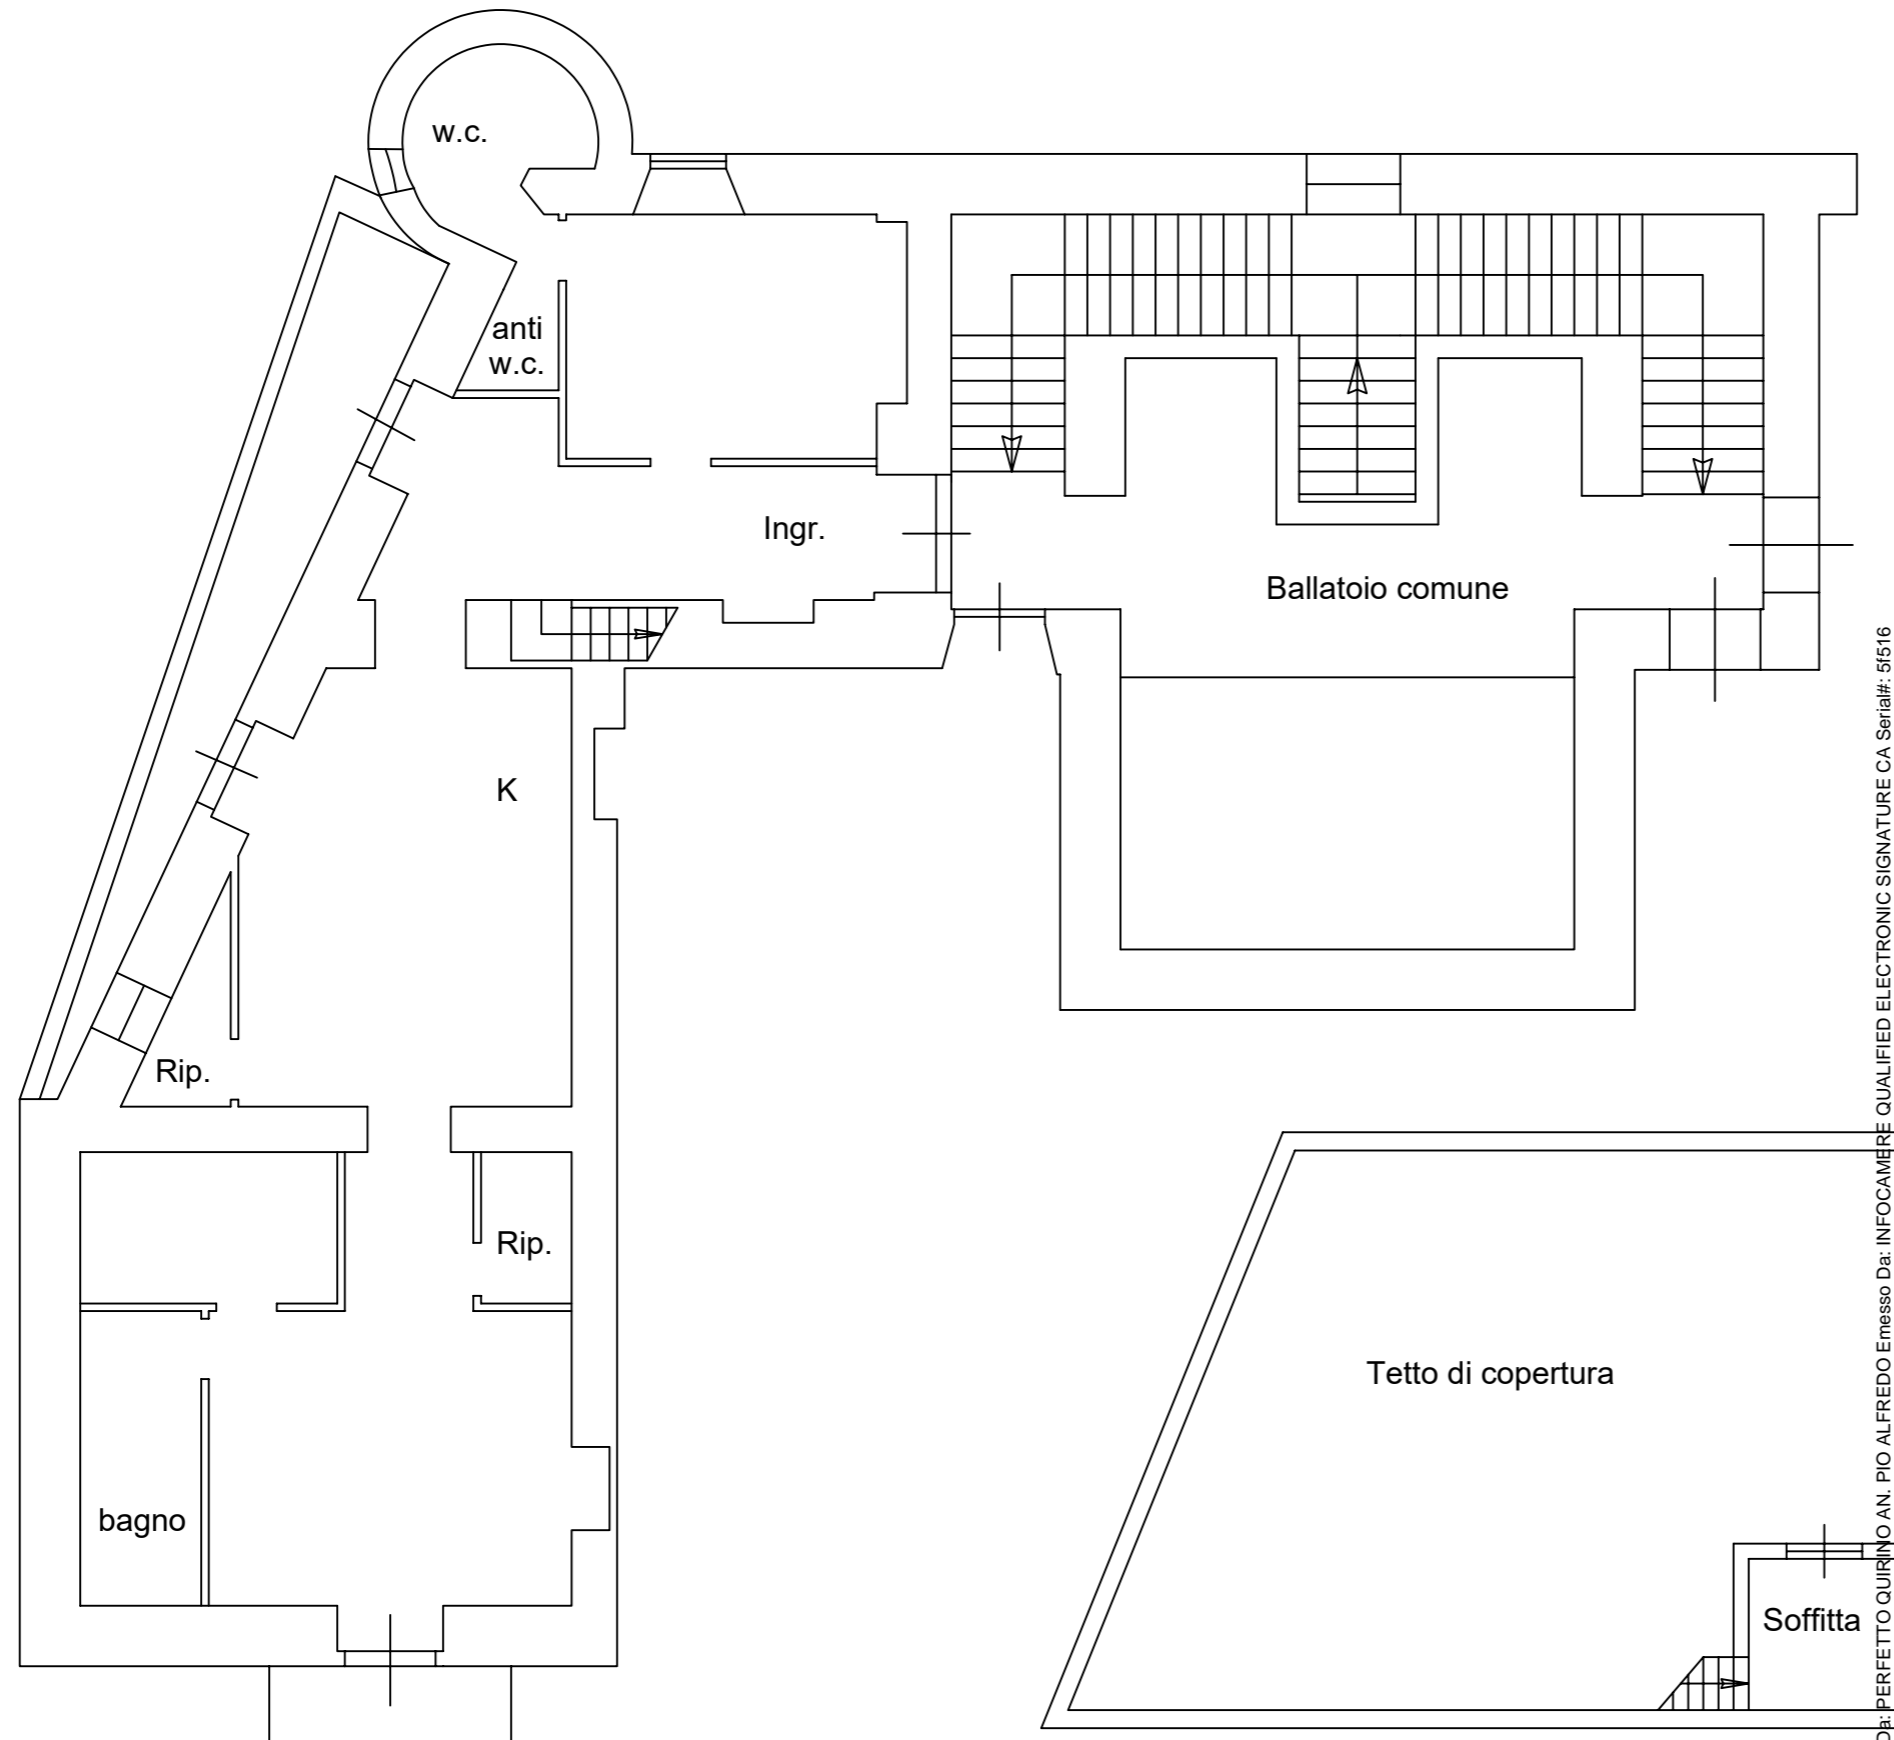 w.c.
anti
w.c.
Ingr.
Ballatoio comune
K
Rip.
Rip.
Tetto di copertura
bagno
Soffitta
Da: PERFETTO QUIRINO AN. PIO ALFREDO Emesso Da: INFOCAMERE QUALIFIED ELECTRONIC SIGNATURE CA Serial#: 5f516